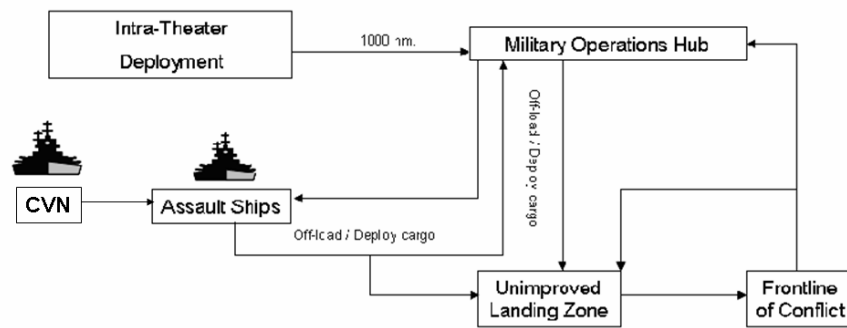 Intra-Theater
Deployment
1000 nm.
Military Operations Hub
Off-load / Deploy cargo
CVN
Assault Ships
Off-load / Deploy cargo
Unimproved
Landing Zone
Frontline
of Conflict